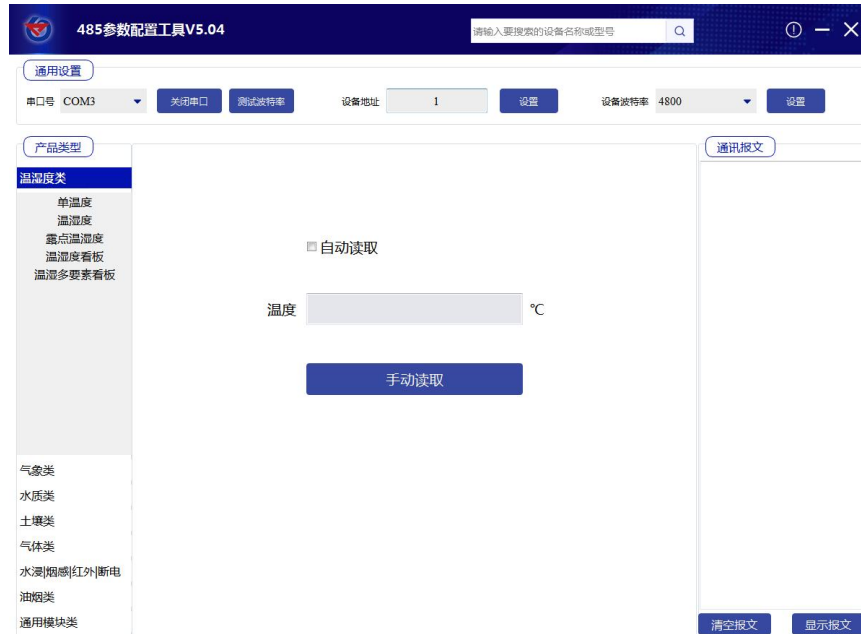 485参数配置工具V5.04
请输入要搜索的设备名称或型号
通用设置
串口号 COM3 关闭串口 测试波特率 设备地址 1 设置 设备波特率 4800 设置
产品类型
通讯报文
温湿度类
单温度
温湿度
露点温湿度
温湿度看板
温湿多要素看板
自动读取
温度 ℃
手动读取
气象类
水质类
土壤类
气体类
水浸|烟感|红外|断电
油烟类
通用模块类
清空报文 显示报文